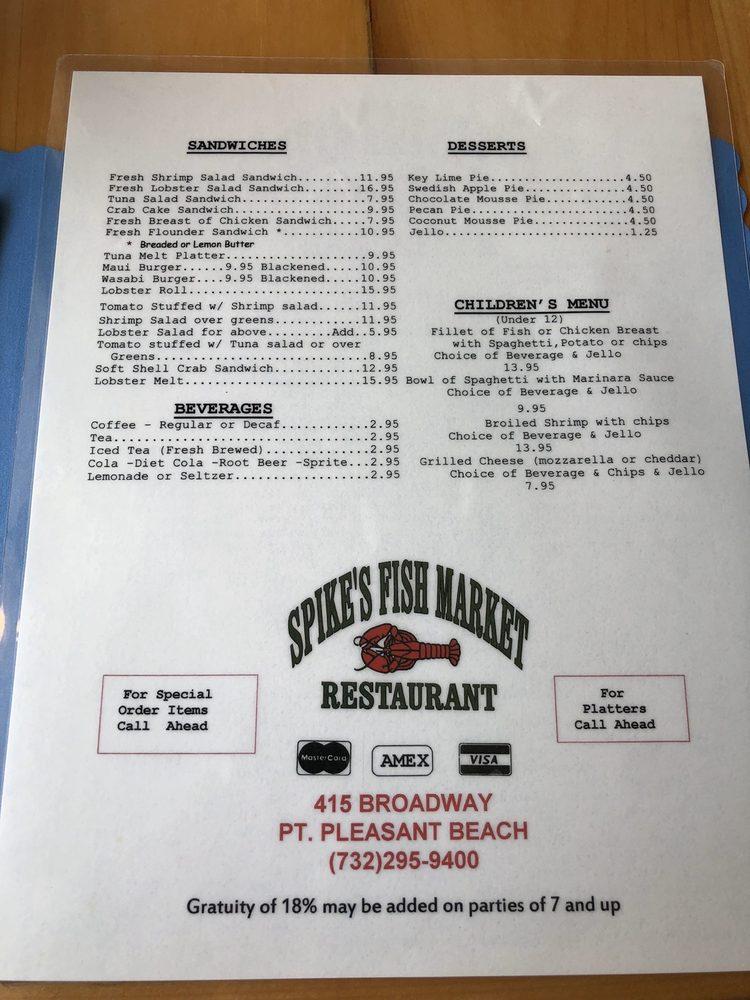 SANDWICHES
Fresh Shrimp Salad Sandwich.........11.95
Fresh Lobster Salad Sandwich........16.95
Tuna Salad Sandwich..................7.95
Crab Cake Sandwich...................9.95
Fresh Breast of Chicken Sandwich.....7.95
Fresh Flounder Sandwich *...........10.95
* Breaded or Lemon Butter
Tuna Melt Platter....................9.95
Maui Burger......9.95 Blackened.....10.95
Wasabi Burger....9.95 Blackened.....10.95
Lobster Roll........................15.95
Tomato Stuffed w/ Shrimp salad......11.95
Shrimp Salad over greens............11.95
Lobster Salad for above.........Add..5.95
Tomato stuffed w/ Tuna salad or over
Greens...............................8.95
Soft Shell Crab Sandwich............12.95
Lobster Melt........................15.95
BEVERAGES
Coffee - Regular or Decaf............2.95
Tea..................................2.95
Iced Tea (Fresh Brewed)..............2.95
Cola -Diet Cola -Root Beer -Sprite...2.95
Lemonade or Seltzer..................2.95
DESSERTS
Key Lime Pie....................4.50
Swedish Apple Pie...............4.50
Chocolate Mousse Pie............4.50
Pecan Pie.......................4.50
Coconut Mousse Pie..............4.50
Jello............................1.25
CHILDREN'S MENU
(Under 12)
Fillet of Fish or Chicken Breast
with Spaghetti,Potato or chips
Choice of Beverage & Jello
13.95
Bowl of Spaghetti with Marinara Sauce
Choice of Beverage & Jello
9.95
Broiled Shrimp with chips
Choice of Beverage & Jello
13.95
Grilled Cheese (mozzarella or cheddar)
Choice of Beverage & Chips & Jello
7.95
SPIKE'S FISH MARKET
RESTAURANT
For Special
Order Items
Call Ahead
For
Platters
Call Ahead
MasterCard
AMEX
VISA
415 BROADWAY
PT. PLEASANT BEACH
(732)295-9400
Gratuity of 18% may be added on parties of 7 and up